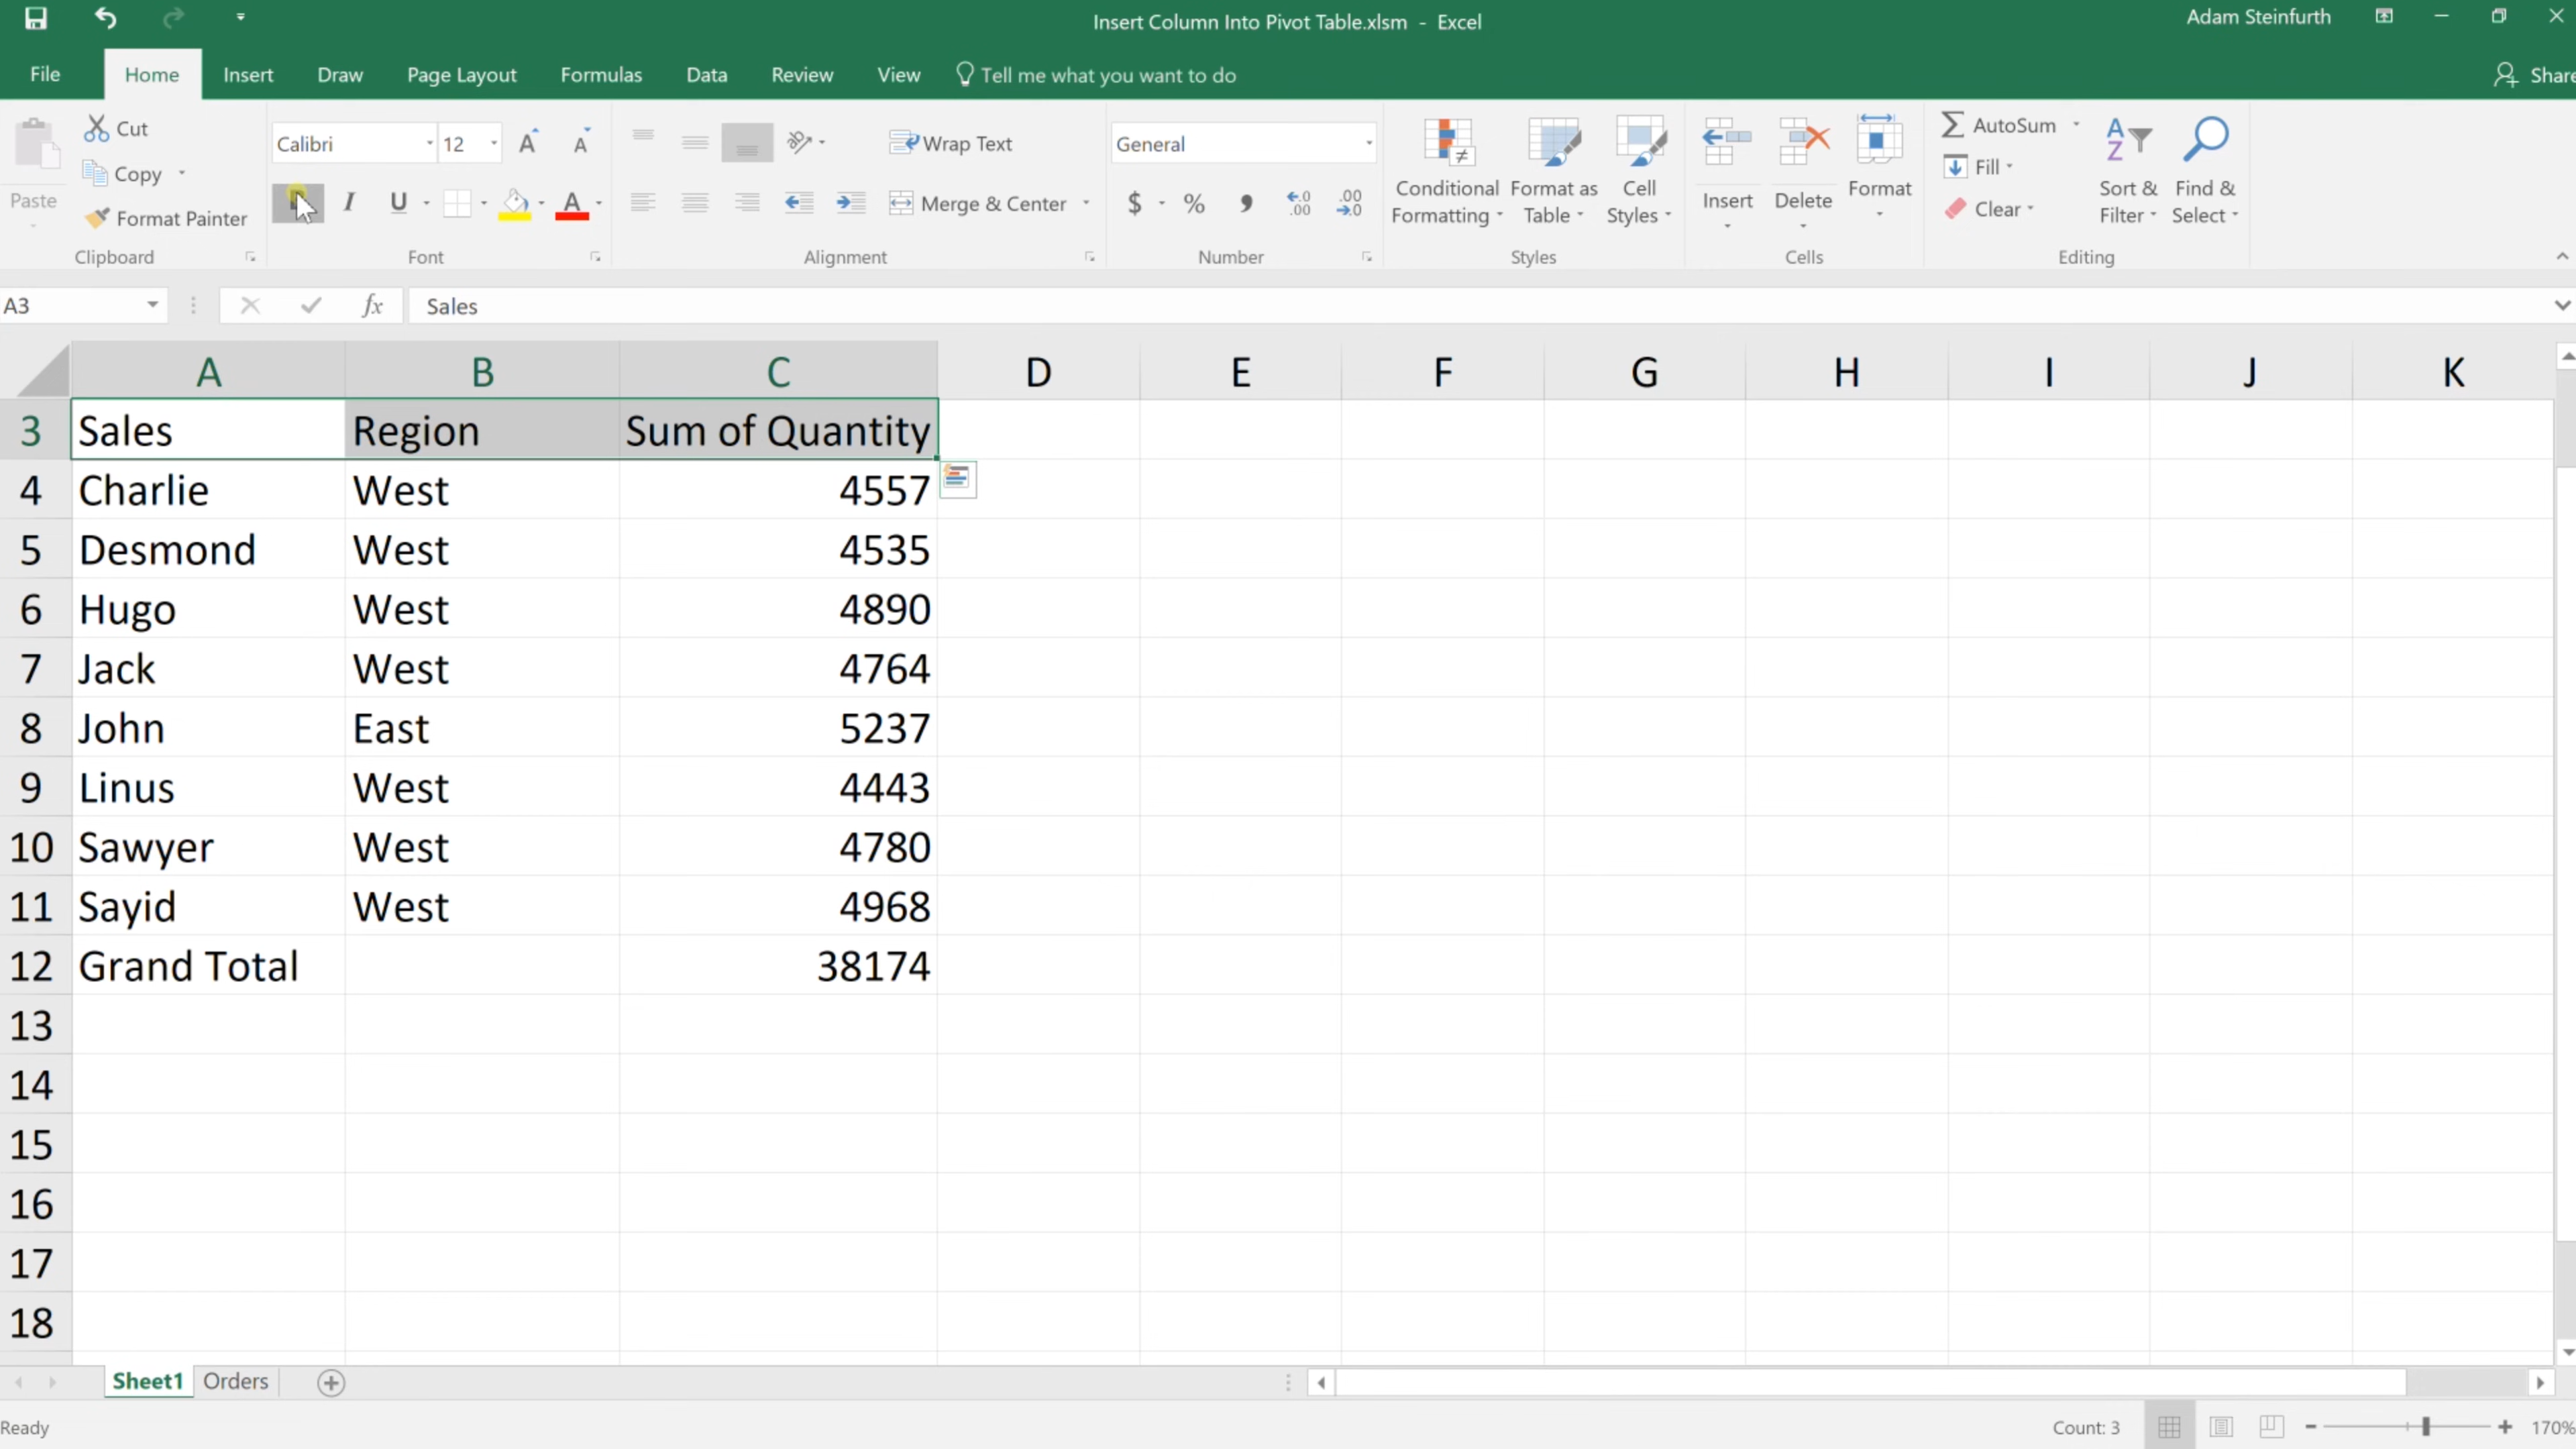 Insert Column Into Pivot Table.xlsm - Excel
Adam Steinfurth
File Home Insert Draw Page Layout Formulas Data Review View Tell me what you want to do
Paste
Cut
Copy
Format Painter
Clipboard
Calibri 12 A A
I U A
Font
Wrap Text
Merge & Center
Alignment
General
$ % , .0 .00 .00 .0
Number
Conditional Formatting
Format as Table
Cell Styles
Styles
Insert
Delete
Format
Cells
AutoSum
Fill
Clear
Sort & Filter
Find & Select
Editing
A3 fx Sales
A B C D E F G H I J K
3 Sales Region Sum of Quantity
4 Charlie West 4557
5 Desmond West 4535
6 Hugo West 4890
7 Jack West 4764
8 John East 5237
9 Linus West 4443
10 Sawyer West 4780
11 Sayid West 4968
12 Grand Total 38174
13
14
15
16
17
18
Sheet1 Orders
Ready
Count: 3
170%